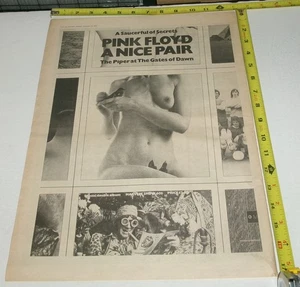 A Saucerful of Secrets
PINK FLOYD
A NICE PAIR
The Piper at The Gates of Dawn